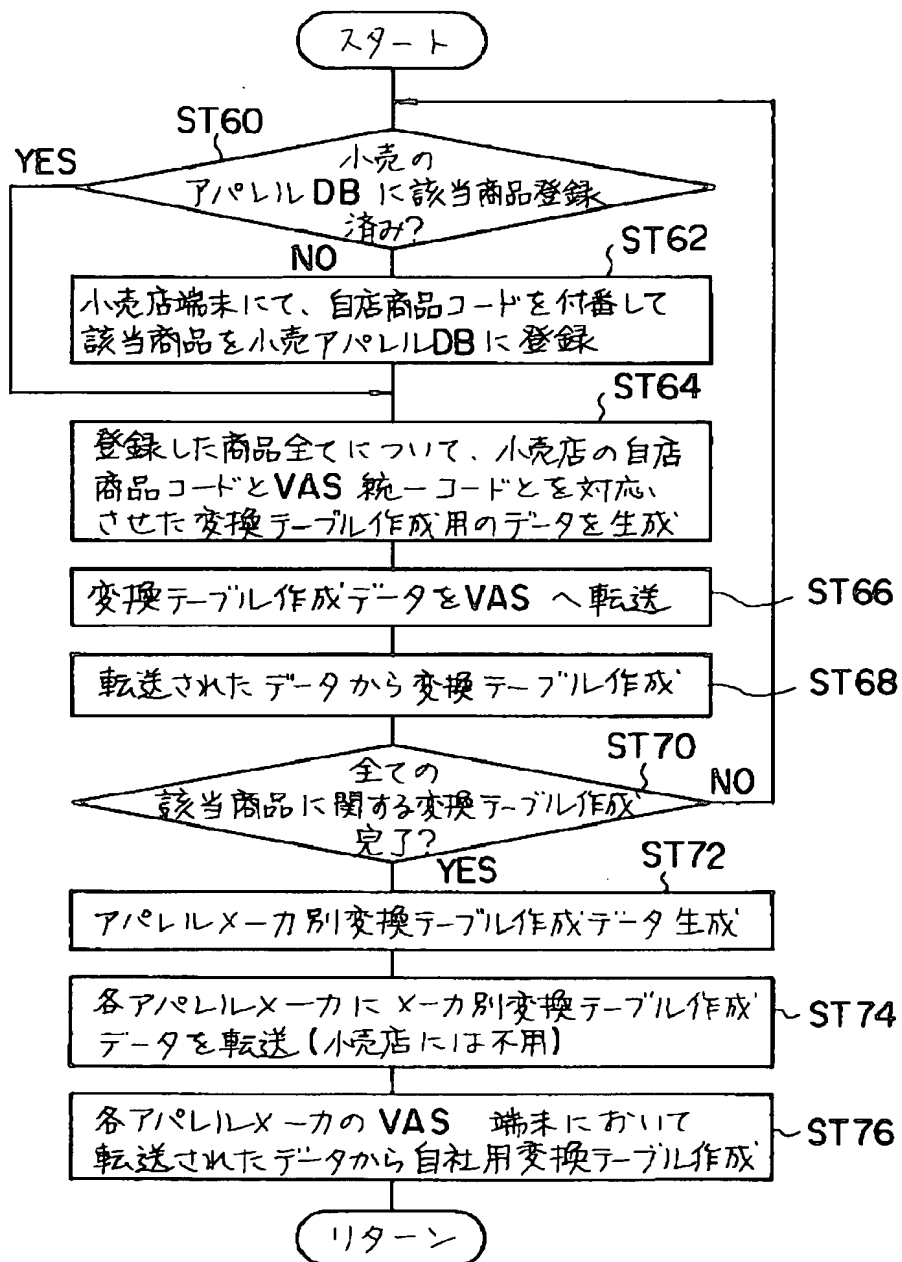 スタート
ST60
YES
小売の
アパレルDBに該当商品登録
済み?
NO
ST62
小売店端末にて、自店商品コードを付番して
該当商品を小売アパレルDBに登録
ST64
登録した商品全てについて、小売店の自店
商品コードとVAS統一コードとを対応
させた変換テーブル作成用のデータを生成
変換テーブル作成データをVASへ転送
ST66
転送されたデータから変換テーブル作成
ST68
ST70
全ての
該当商品に関する変換テーブル作成
完了?
NO
YES
ST72
アパレルメーカ別変換テーブル作成データ生成
各アパレルメーカにメーカ別変換テーブル作成
データを転送(小売店には不用)
ST74
各アパレルメーカのVAS 端末において
転送されたデータから自社用変換テーブル作成
ST76
リターン